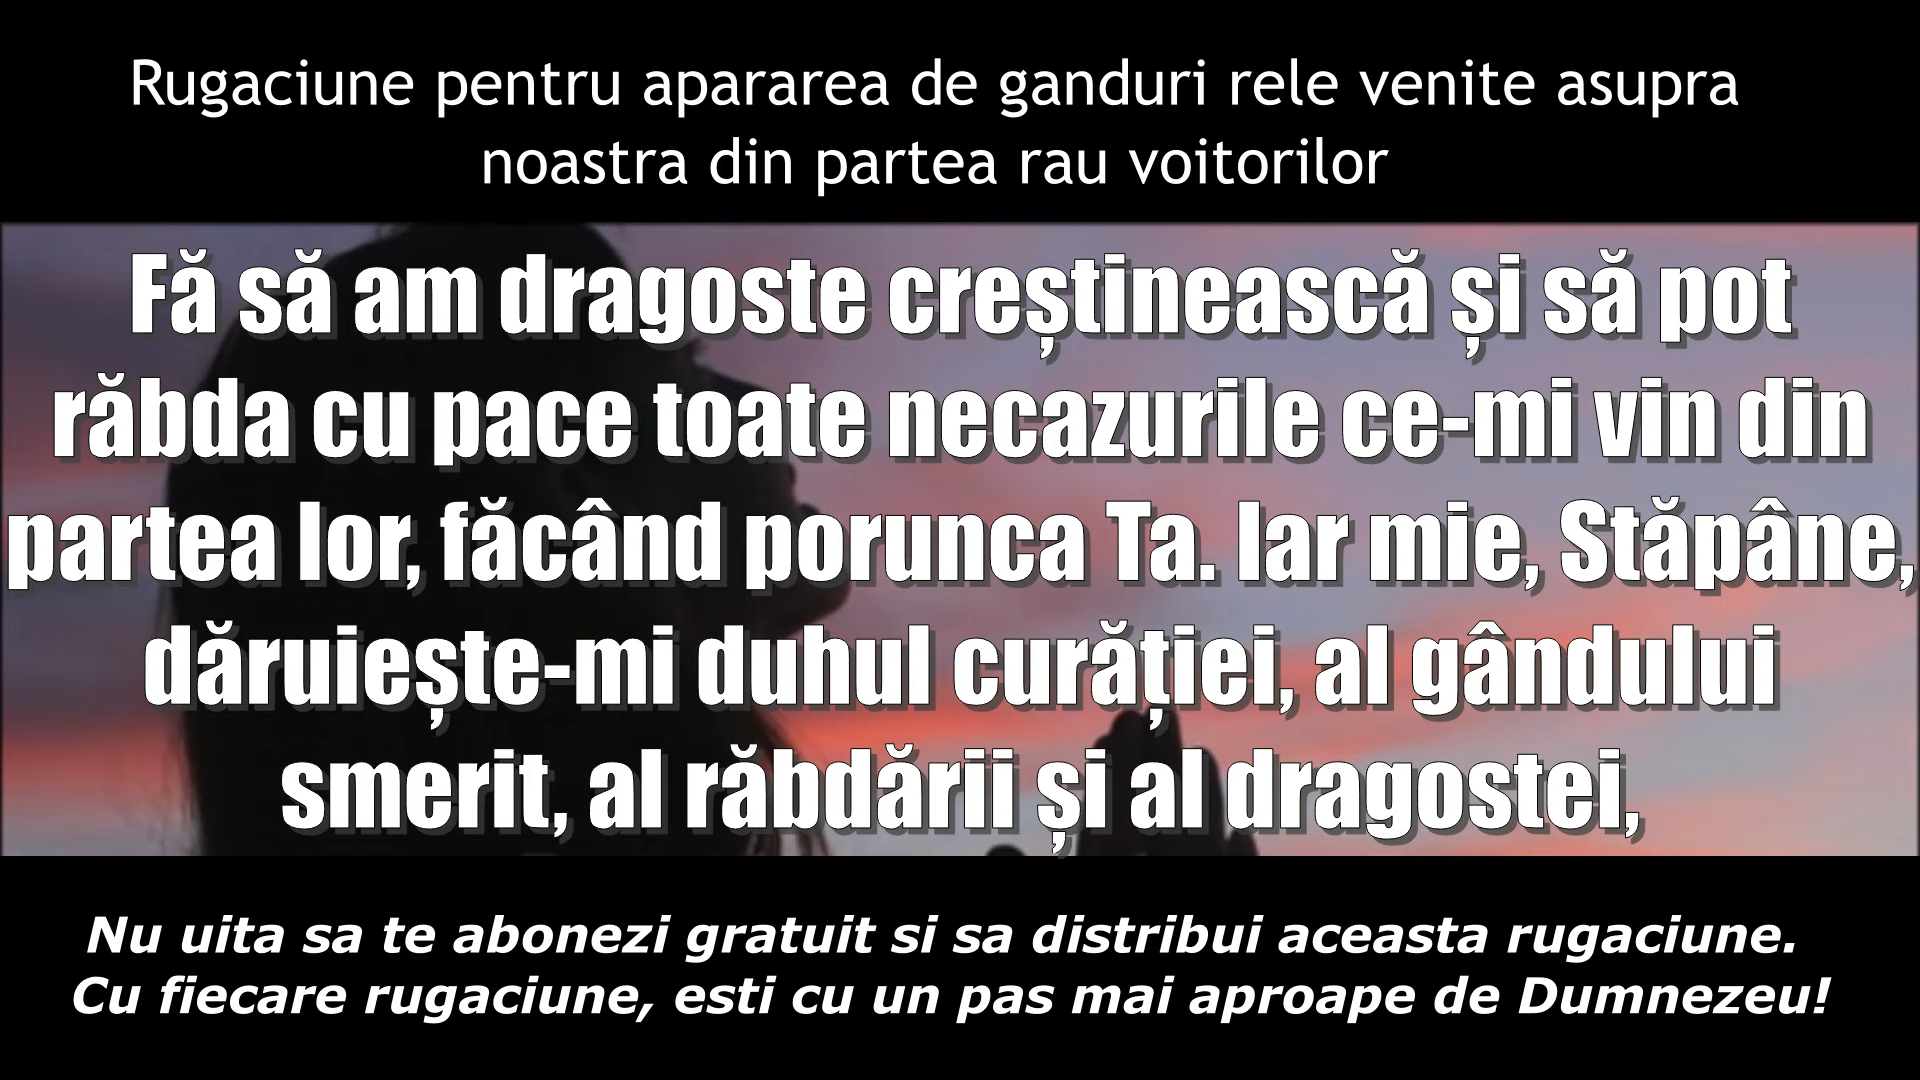 Rugaciune pentru apararea de ganduri rele venite asupra
noastra din partea rau voitorilor
Fă să am dragoste creștinească și să pot
răbda cu pace toate necazurile ce-mi vin din
partea lor, făcând porunca Ta. Iar mie, Stăpâne,
dăruiește-mi duhul curăției, al gândului
smerit, al răbdării și al dragostei,
Nu uita sa te abonezi gratuit si sa distribui aceasta rugaciune.
Cu fiecare rugaciune, esti cu un pas mai aproape de Dumnezeu!